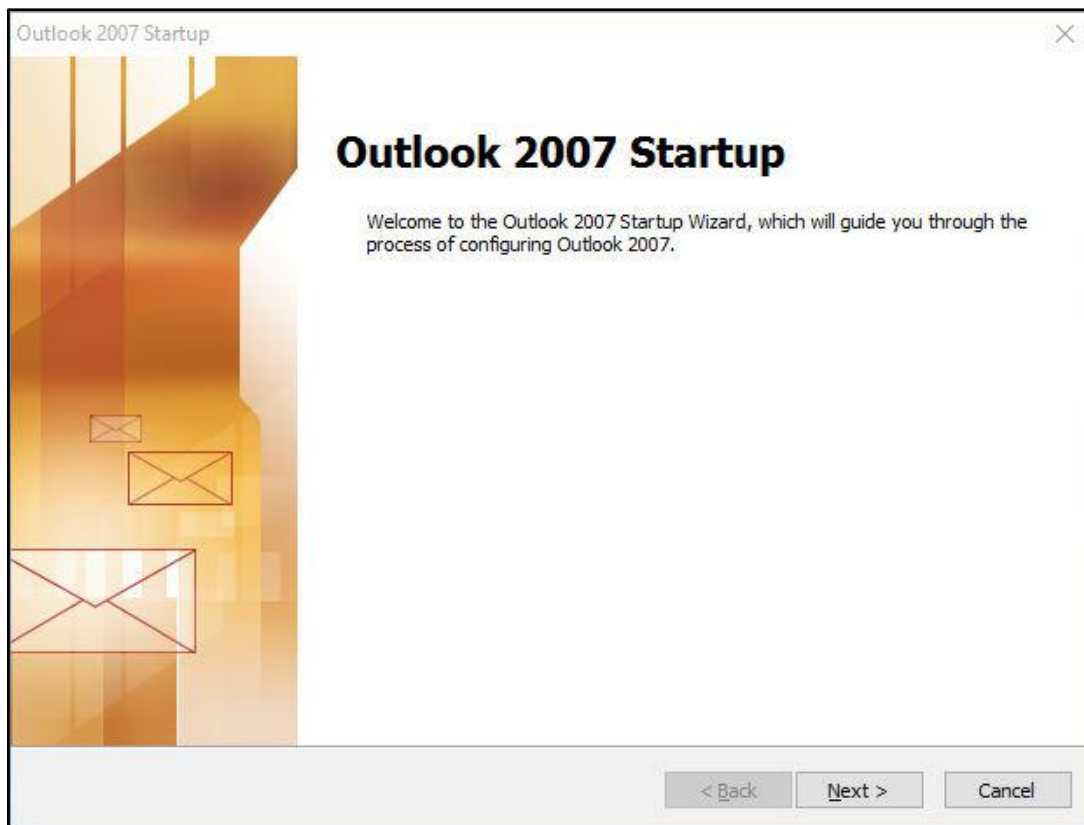 Outlook 2007 Startup
Outlook 2007 Startup
Welcome to the Outlook 2007 Startup Wizard, which will guide you through the
process of configuring Outlook 2007.
< Back Next > Cancel